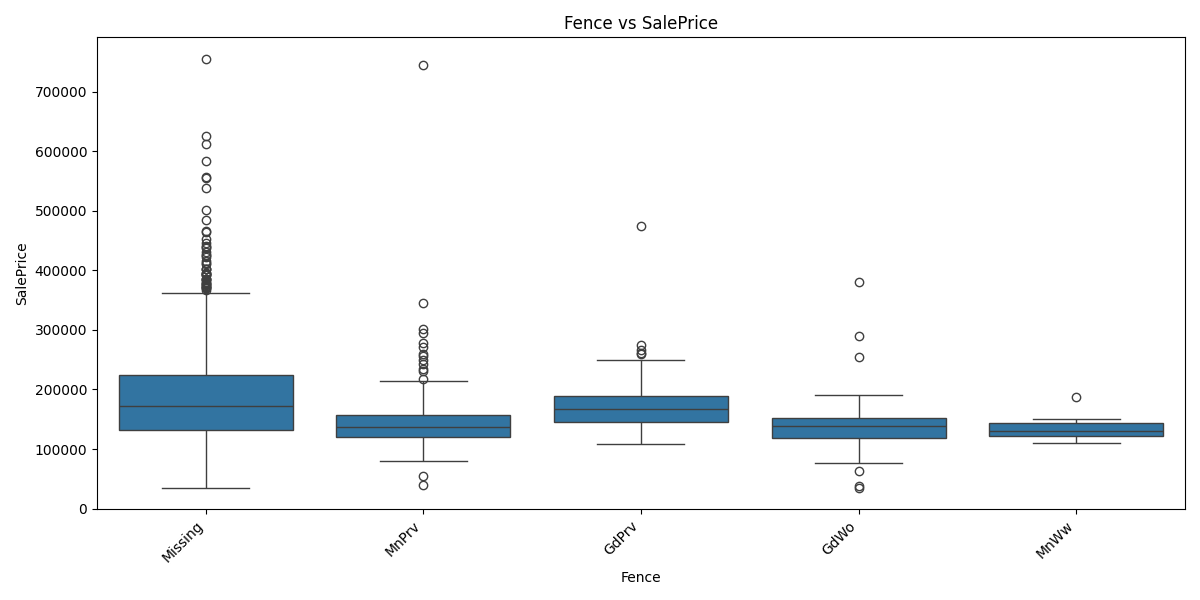 Fence vs SalePrice
SalePrice
700000
600000
500000
400000
300000
200000
100000
0
Missing
MnPrv
GdPrv
GdWo
MnWw
Fence